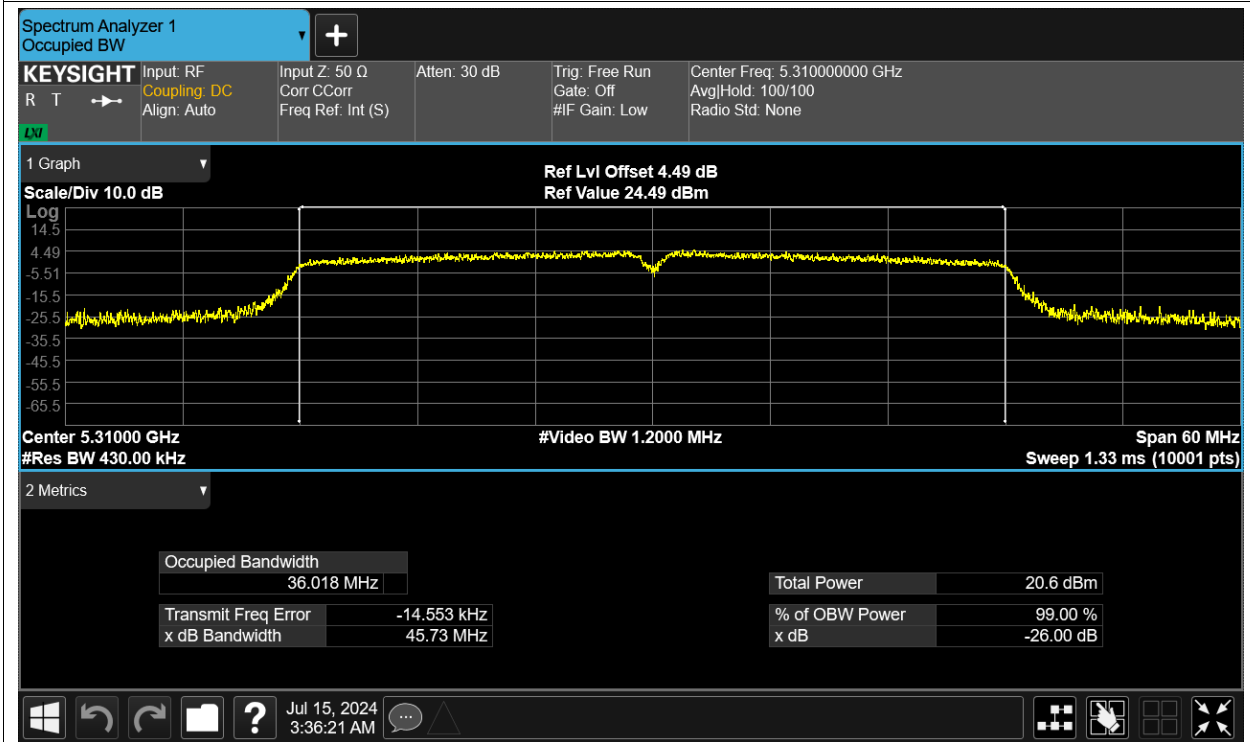 Spectrum Analyzer 1
Occupied BW
KEYSIGHT
R T
LXI
Input: RF
Coupling: DC
Align: Auto
Input Z: 50 Ω
Corr CCorr
Freq Ref: Int (S)
Atten: 30 dB
Trig: Free Run
Gate: Off
#IF Gain: Low
Center Freq: 5.310000000 GHz
Avg|Hold: 100/100
Radio Std: None
1 Graph
Scale/Div 10.0 dB
Ref Lvl Offset 4.49 dB
Ref Value 24.49 dBm
Log
14.5
4.49
-5.51
-15.5
-25.5
-35.5
-45.5
-55.5
-65.5
Center 5.31000 GHz
#Res BW 430.00 kHz
#Video BW 1.2000 MHz
Span 60 MHz
Sweep 1.33 ms (10001 pts)
2 Metrics
Occupied Bandwidth
36.018 MHz
Transmit Freq Error -14.553 kHz
x dB Bandwidth 45.73 MHz
Total Power 20.6 dBm
% of OBW Power 99.00 %
x dB -26.00 dB
?
Jul 15, 2024
3:36:21 AM